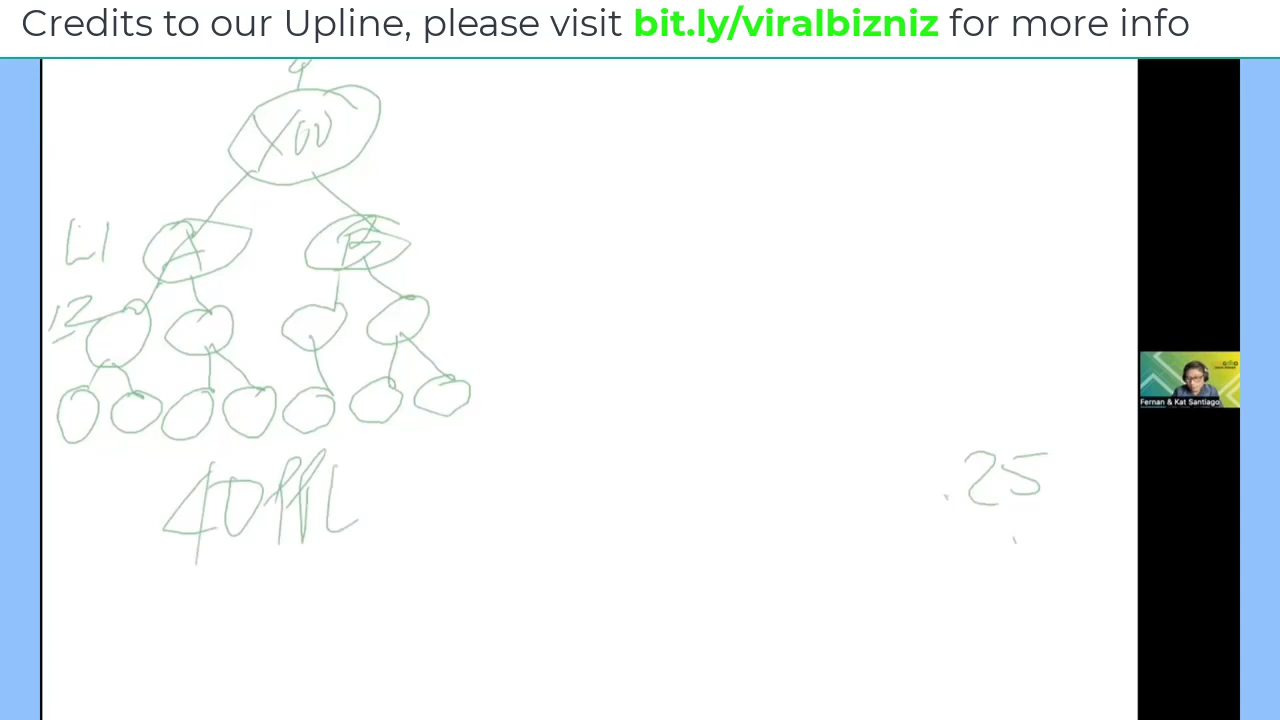 Credits to our Upline, please visit bit.ly/viralbizniz for more info
YOU
L1
A
B
L2
40PPL
.25
Fernan & Kat Santiago